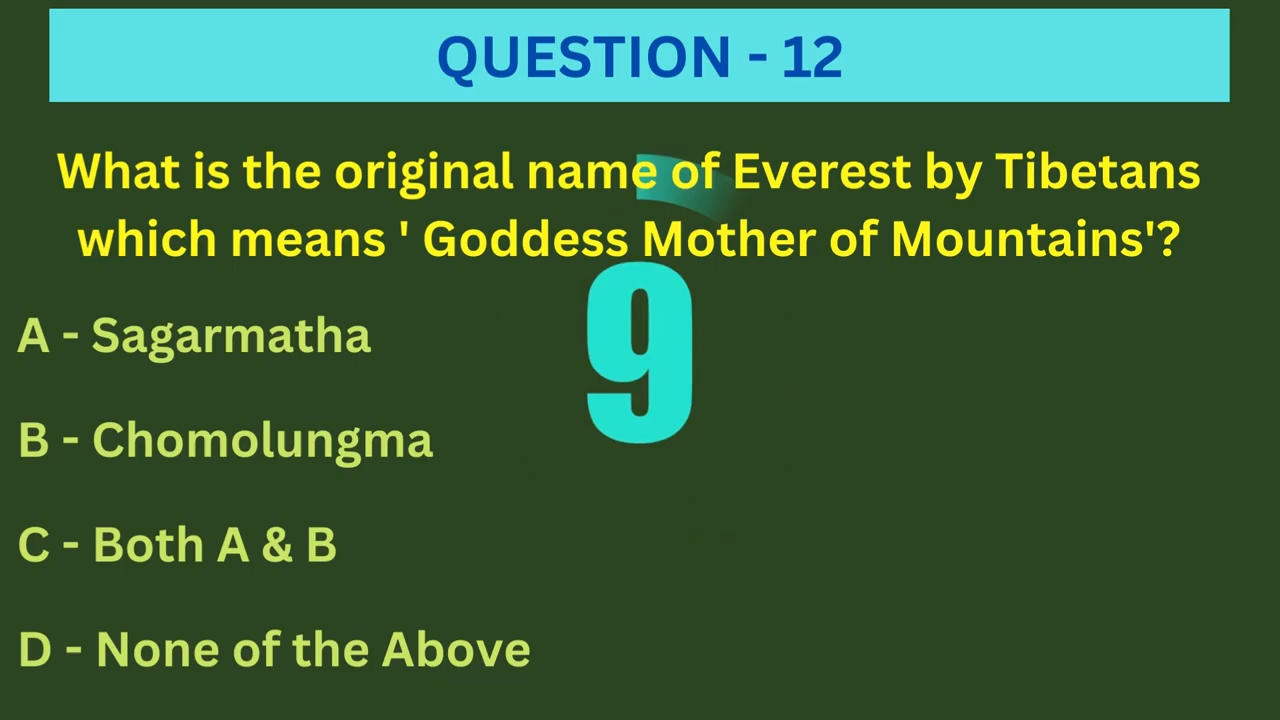 QUESTION - 12
What is the original name of Everest by Tibetans
which means ' Goddess Mother of Mountains'?
9
A - Sagarmatha
B - Chomolungma
C - Both A & B
D - None of the Above